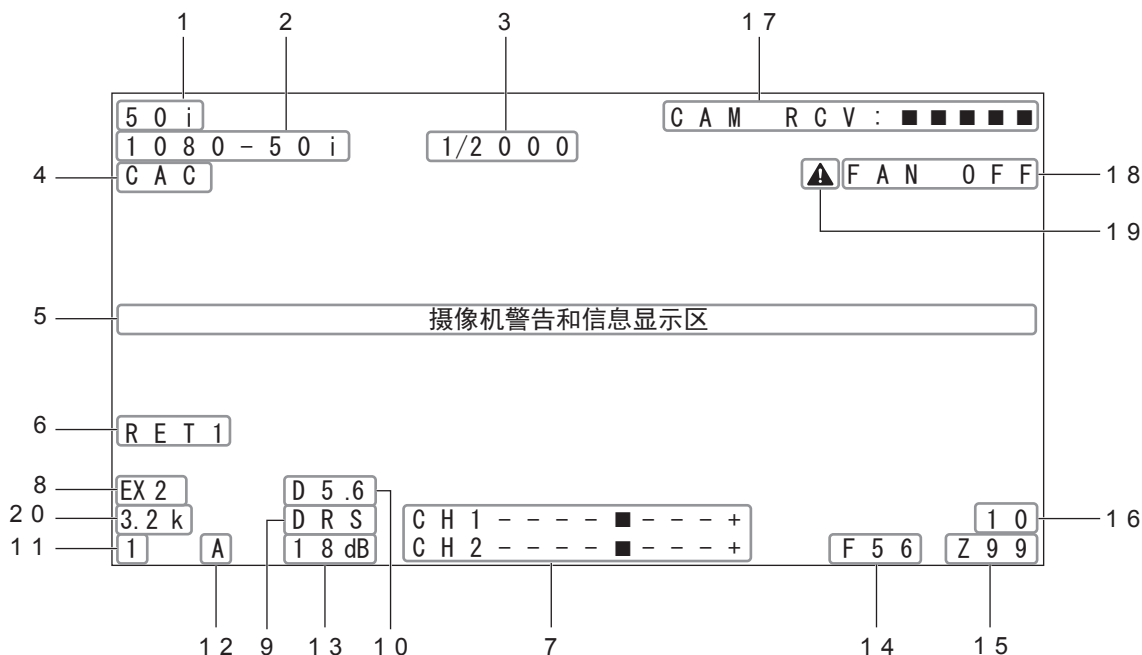 1 2 3 17
50i CAM RCV: ■■■■■
1080-50i 1/2000
4 CAC ⚠ FAN OFF 18
19
5 摄像机警告和信息显示区
6 RET1
8 EX2 D5.6
20 3.2k DRS CH1----■---+ 10 16
11 1 A 18dB CH2----■---+ F56 Z99
12 9 13 10 7 14 15